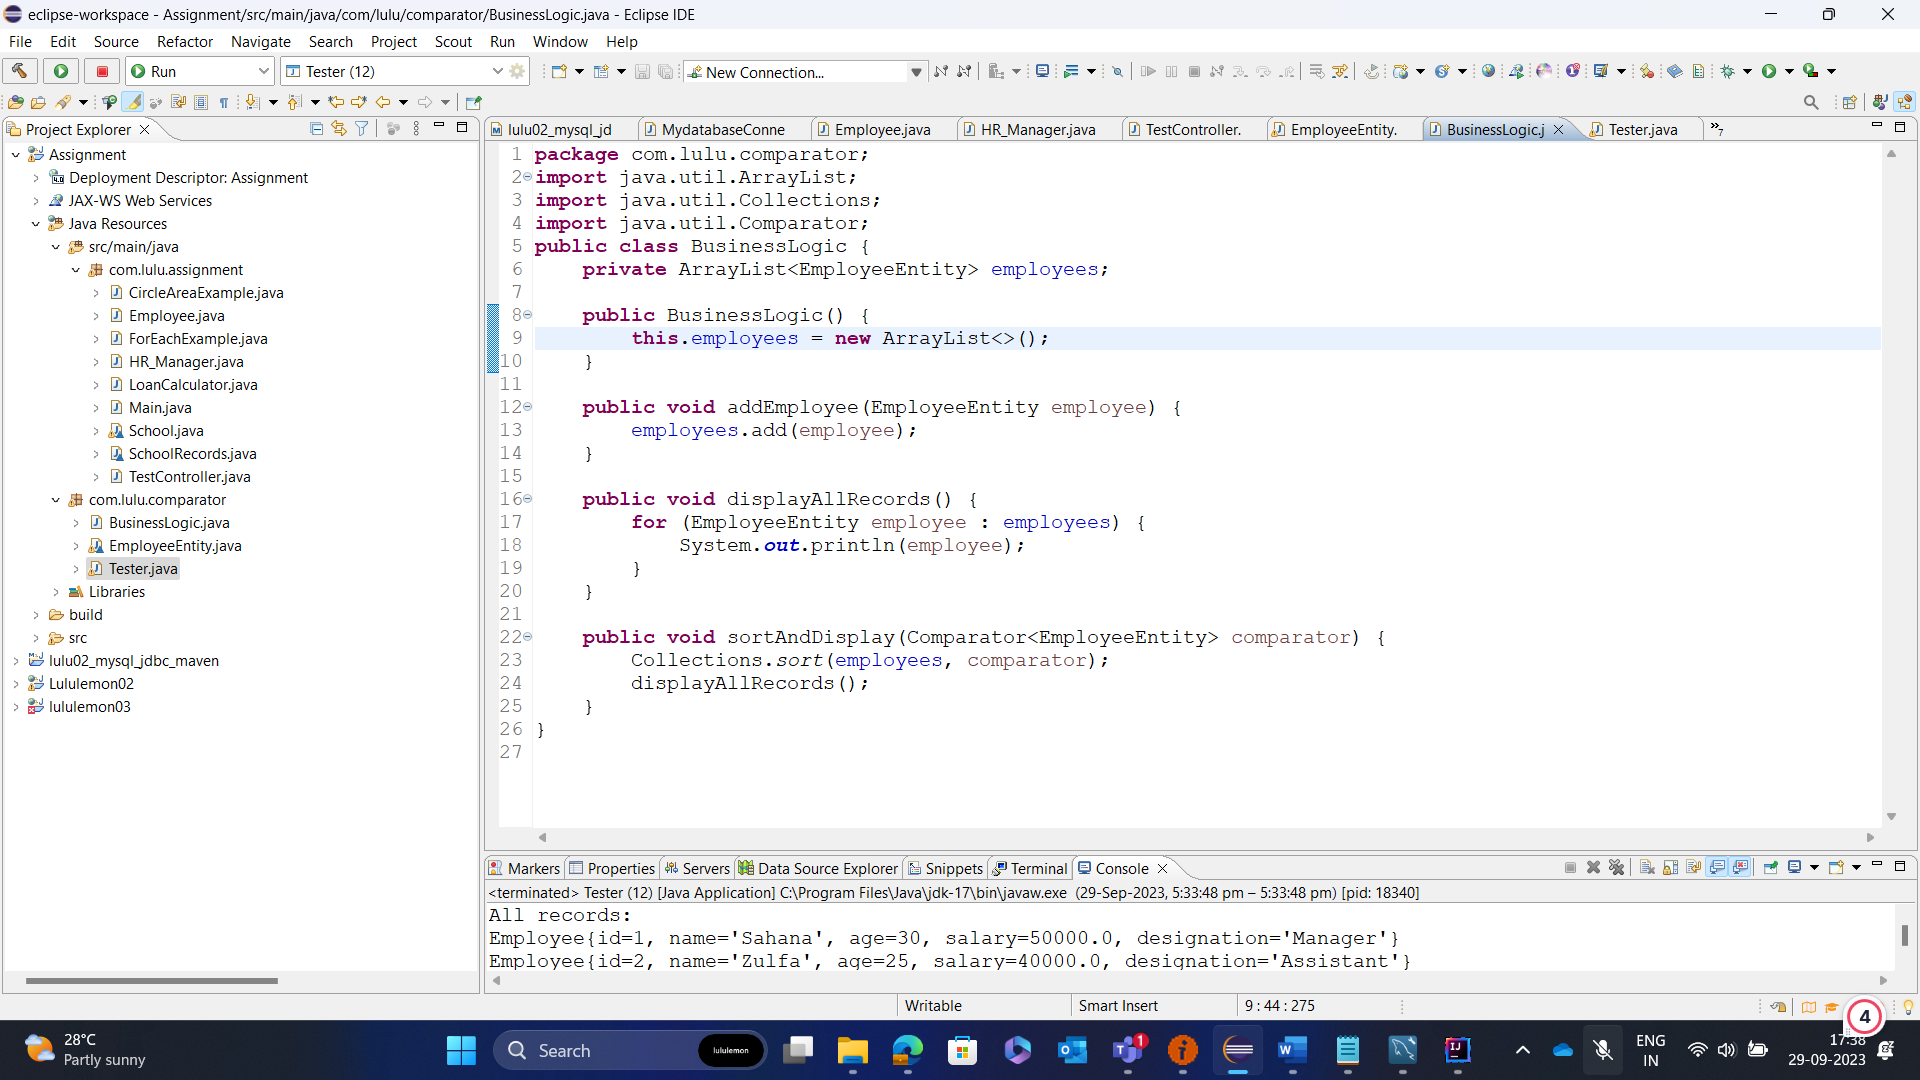 eclipse-workspace - Assignment/src/main/java/com/lulu/comparator/BusinessLogic.java - Eclipse IDE
File Edit Source Refactor Navigate Search Project Scout Run Window Help
Run Tester (12) New Connection...
Project Explorer
lulu02_mysql_jd MydatabaseConne Employee.java HR_Manager.java TestController. EmployeeEntity. BusinessLogic.j Tester.java »7
Assignment
Deployment Descriptor: Assignment
JAX-WS Web Services
Java Resources
src/main/java
com.lulu.assignment
CircleAreaExample.java
Employee.java
ForEachExample.java
HR_Manager.java
LoanCalculator.java
Main.java
School.java
SchoolRecords.java
TestController.java
com.lulu.comparator
BusinessLogic.java
EmployeeEntity.java
Tester.java
Libraries
build
src
lulu02_mysql_jdbc_maven
Lululemon02
lululemon03
1 package com.lulu.comparator;
2 import java.util.ArrayList;
3 import java.util.Collections;
4 import java.util.Comparator;
5 public class BusinessLogic {
6 private ArrayList<EmployeeEntity> employees;
7
8 public BusinessLogic() {
9 this.employees = new ArrayList<>();
10 }
11
12 public void addEmployee(EmployeeEntity employee) {
13 employees.add(employee);
14 }
15
16 public void displayAllRecords() {
17 for (EmployeeEntity employee : employees) {
18 System.out.println(employee);
19 }
20 }
21
22 public void sortAndDisplay(Comparator<EmployeeEntity> comparator) {
23 Collections.sort(employees, comparator);
24 displayAllRecords();
25 }
26 }
27
Markers Properties Servers Data Source Explorer Snippets Terminal Console
<terminated> Tester (12) [Java Application] C:\Program Files\Java\jdk-17\bin\javaw.exe (29-Sep-2023, 5:33:48 pm – 5:33:48 pm) [pid: 18340]
All records:
Employee{id=1, name='Sahana', age=30, salary=50000.0, designation='Manager'}
Employee{id=2, name='Zulfa', age=25, salary=40000.0, designation='Assistant'}
Writable Smart Insert 9 : 44 : 275
4
28°C
Partly sunny
Search lululemon
1
ENG
IN
17:38
29-09-2023